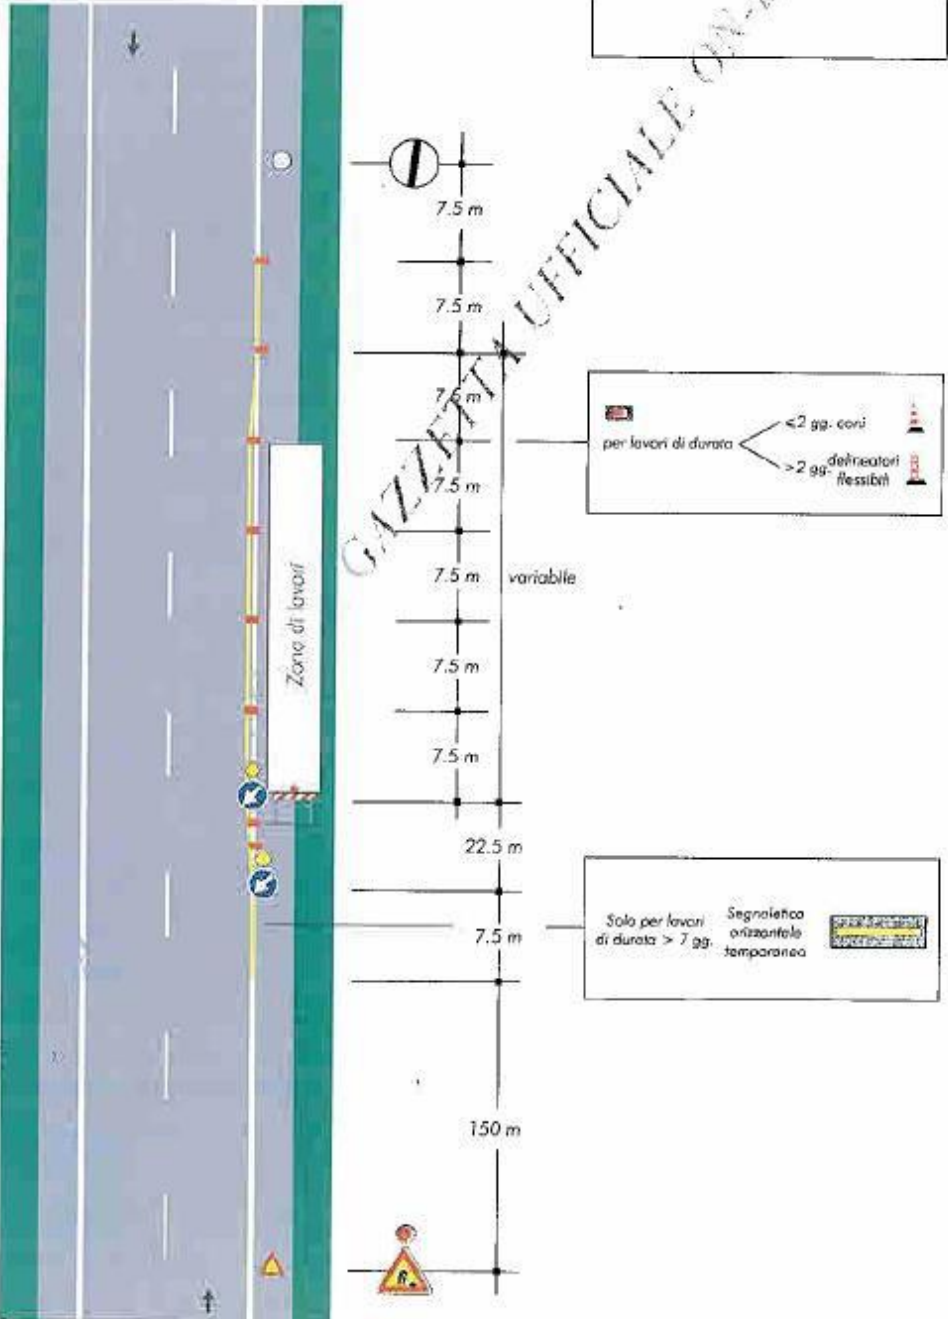 GAZZETTA UFFICIALE ON-
7.5 m
7.5 m
7.5 m
7.5 m
7.5 m
variabile
7.5 m
7.5 m
22.5 m
7.5 m
150 m
Zona di lavori
per lavori di durata
<2 gg. coni
>2 gg. delineatori
flessibili
Solo per lavori
di durata > 7 gg.
Segnaletica
orizzontale
temporanea